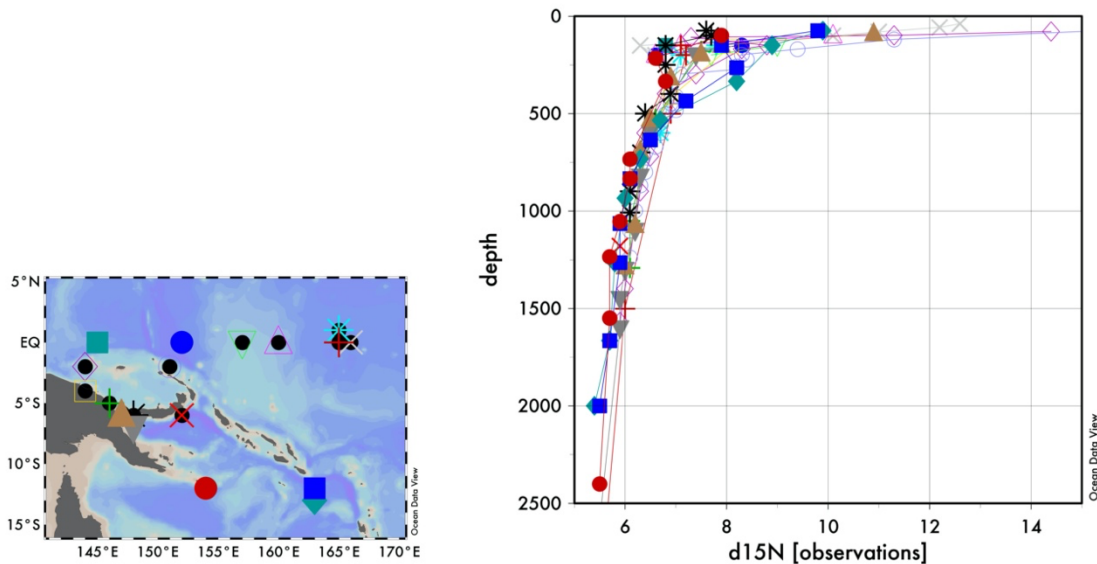 5°N
EQ
5°S
10°S
15°S
145°E 150°E 155°E 160°E 165°E 170°E
Ocean Data View
0
500
1000
1500
2000
2500
depth
6 8 10 12 14
d15N [observations]
Ocean Data View